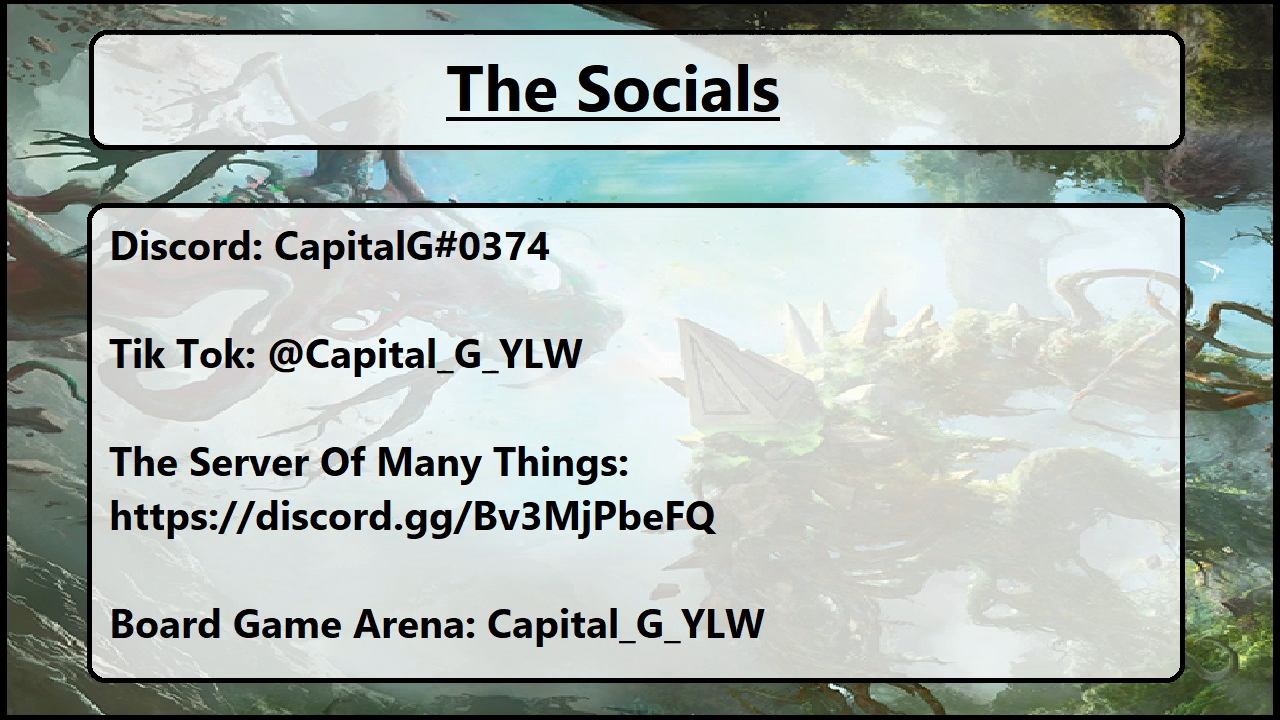 The Socials
Discord: CapitalG#0374
Tik Tok: @Capital_G_YLW
The Server Of Many Things:
https://discord.gg/Bv3MjPbeFQ
Board Game Arena: Capital_G_YLW